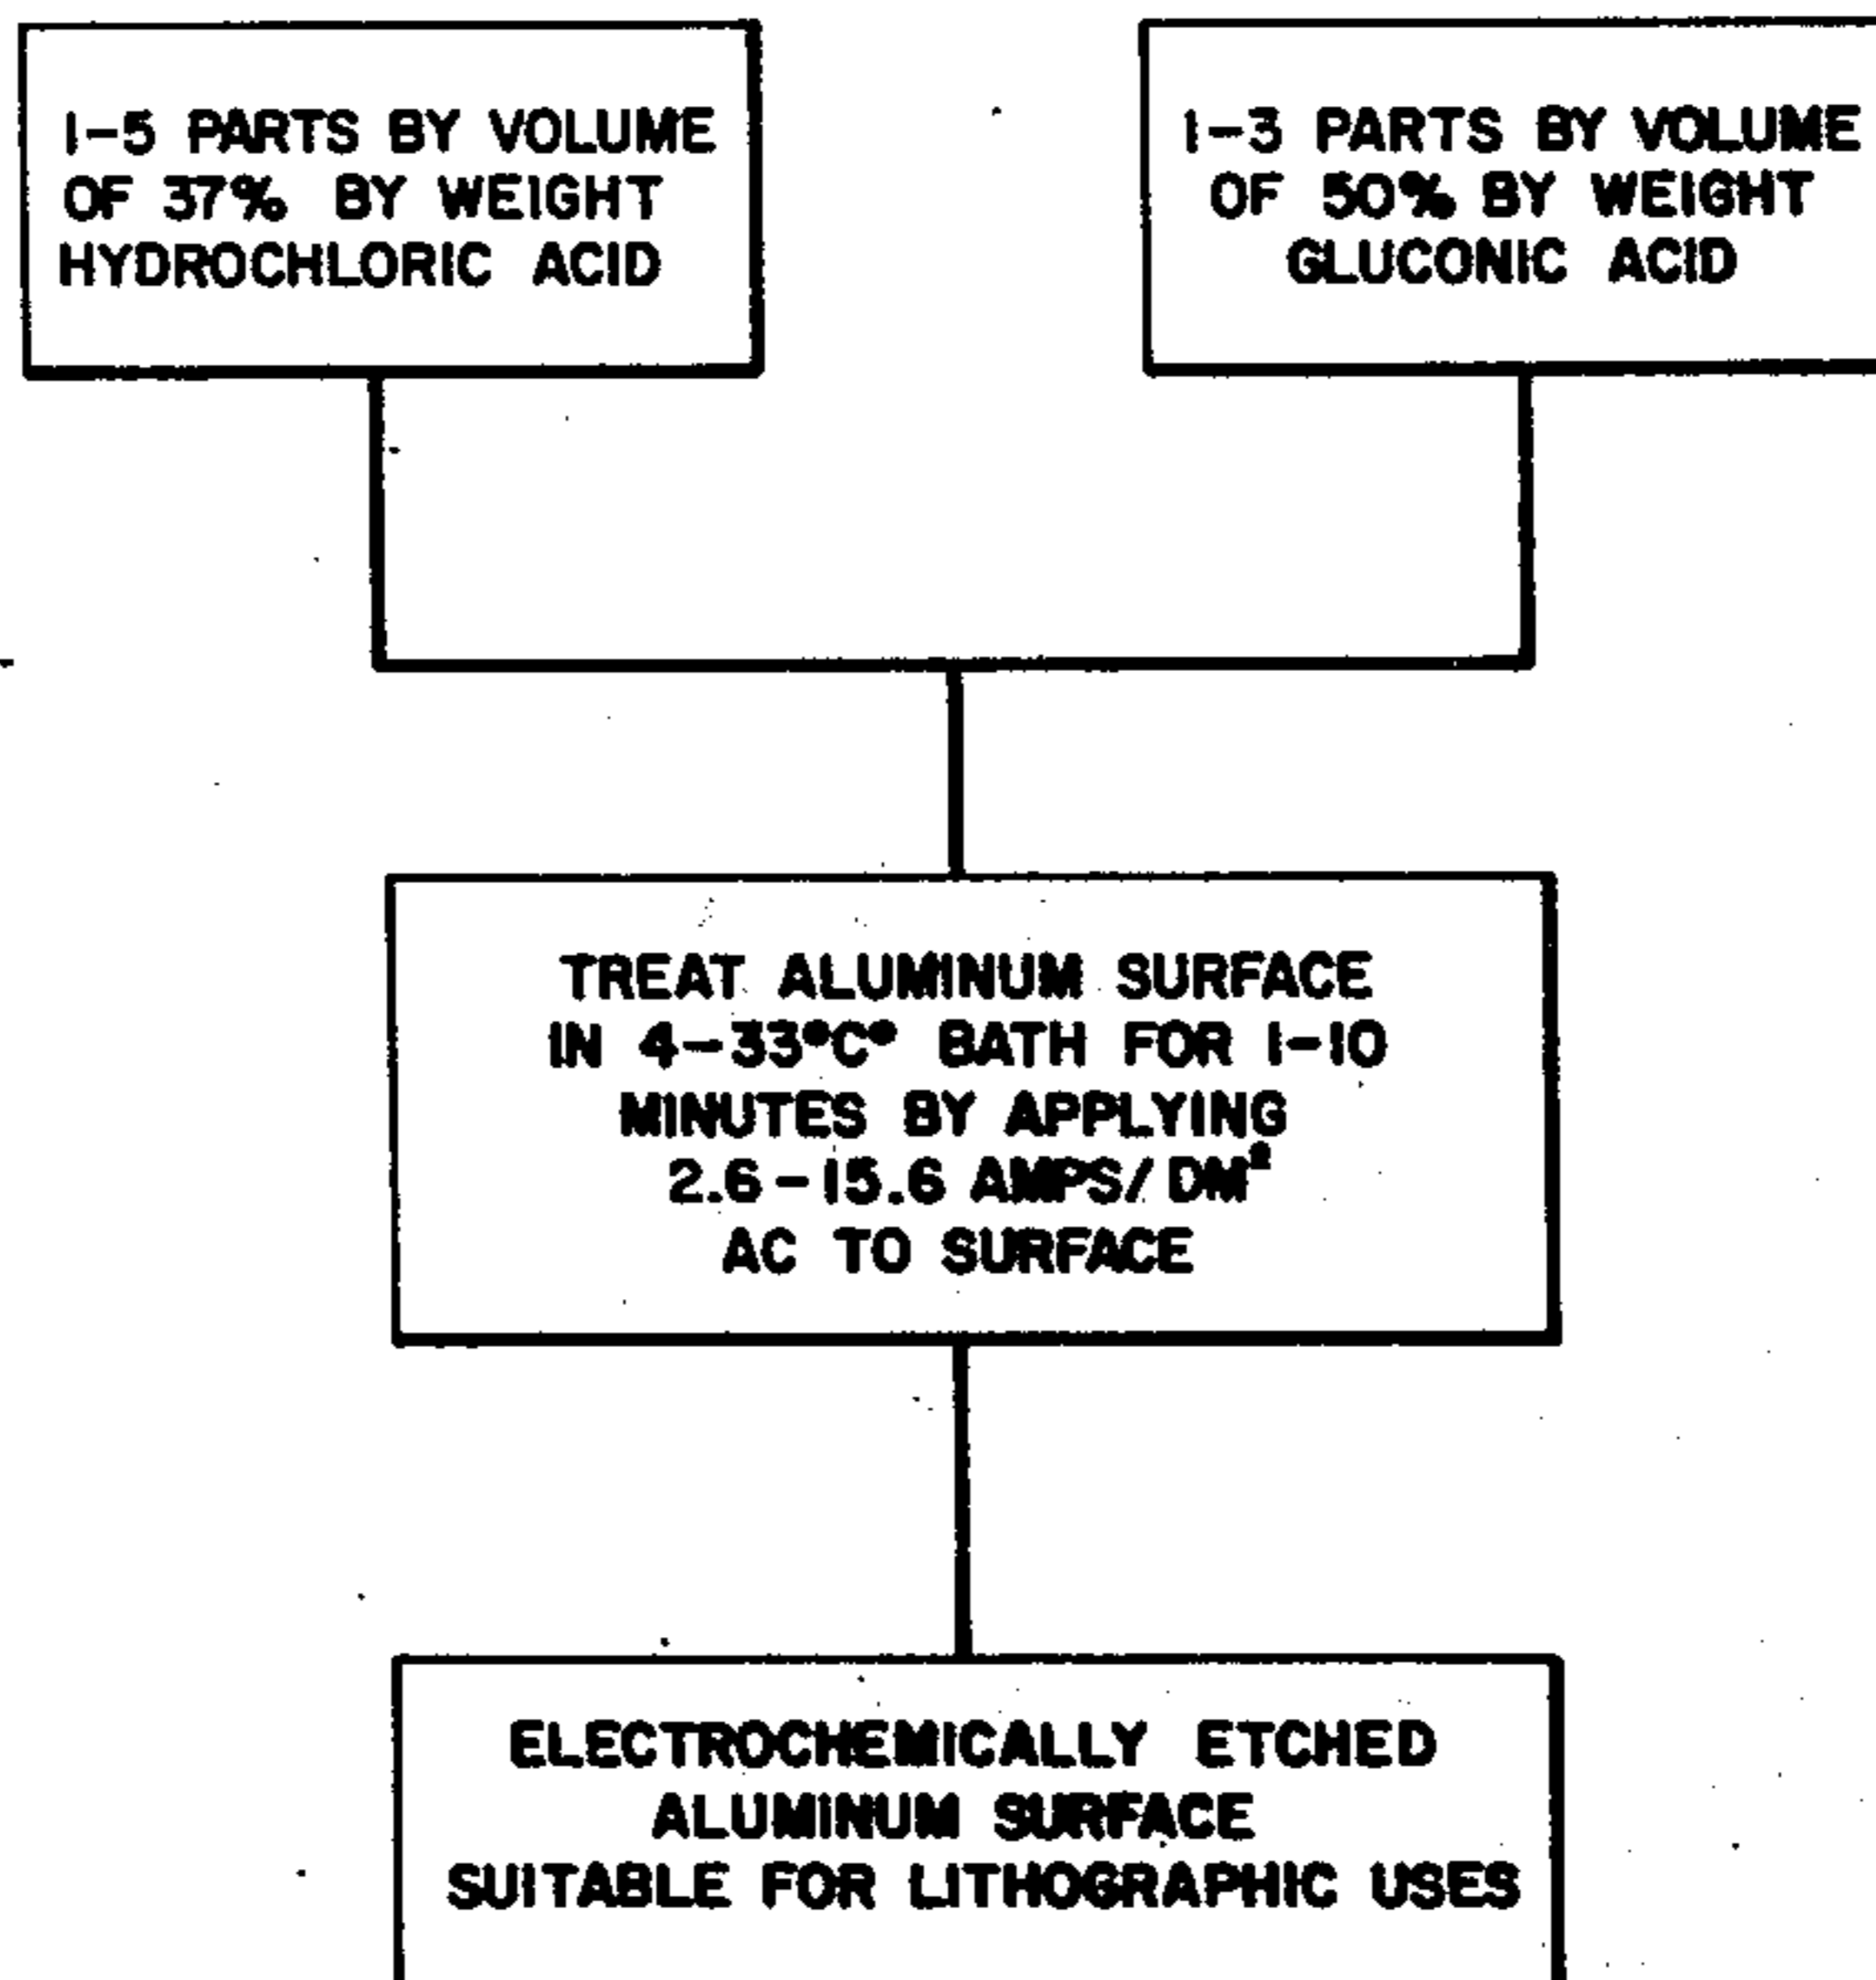 1-5 PARTS BY VOLUME
OF 37% BY WEIGHT
HYDROCHLORIC ACID
1-3 PARTS BY VOLUME
OF 50% BY WEIGHT
GLUCONIC ACID
TREAT ALUMINUM SURFACE
IN 4-33°C° BATH FOR 1-10
MINUTES BY APPLYING
2.6-15.6 AMPS/DM²
AC TO SURFACE
ELECTROCHEMICALLY ETCHED
ALUMINUM SURFACE
SUITABLE FOR LITHOGRAPHIC USES